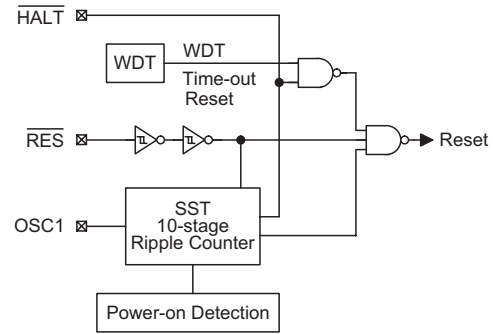 HALT
WDT
WDT
Time-out
Reset
RES
Reset
OSC1
SST
10-stage
Ripple Counter
Power-on Detection